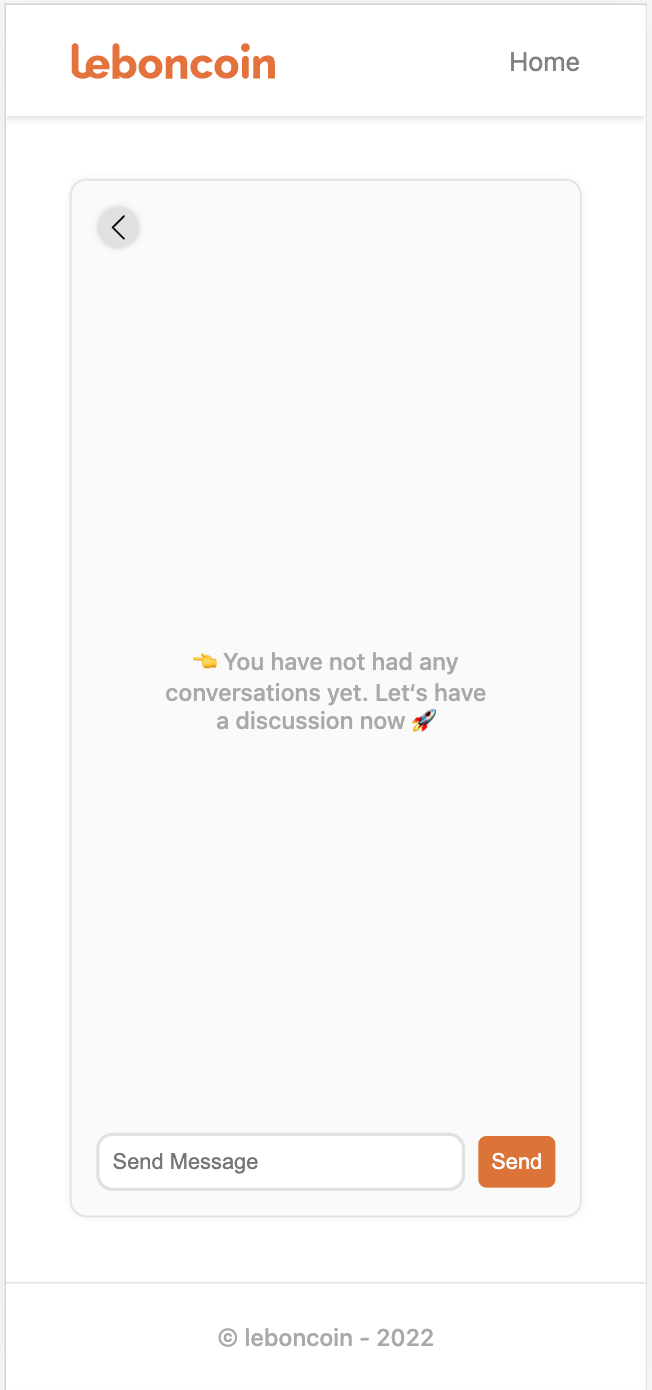 leboncoin
Home
👈 You have not had any
conversations yet. Let‘s have
a discussion now 🚀
Send Message
Send
© leboncoin - 2022